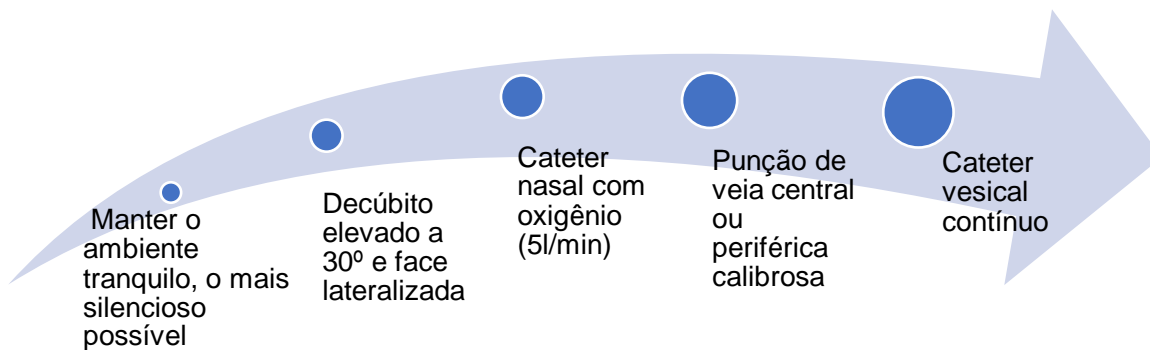 Manter o
ambiente
tranquilo, o mais
silencioso
possível
Decúbito
elevado a
30º e face
lateralizada
Cateter
nasal com
oxigênio
(5l/min)
Punção de
veia central
ou
periférica
calibrosa
Cateter
vesical
contínuo